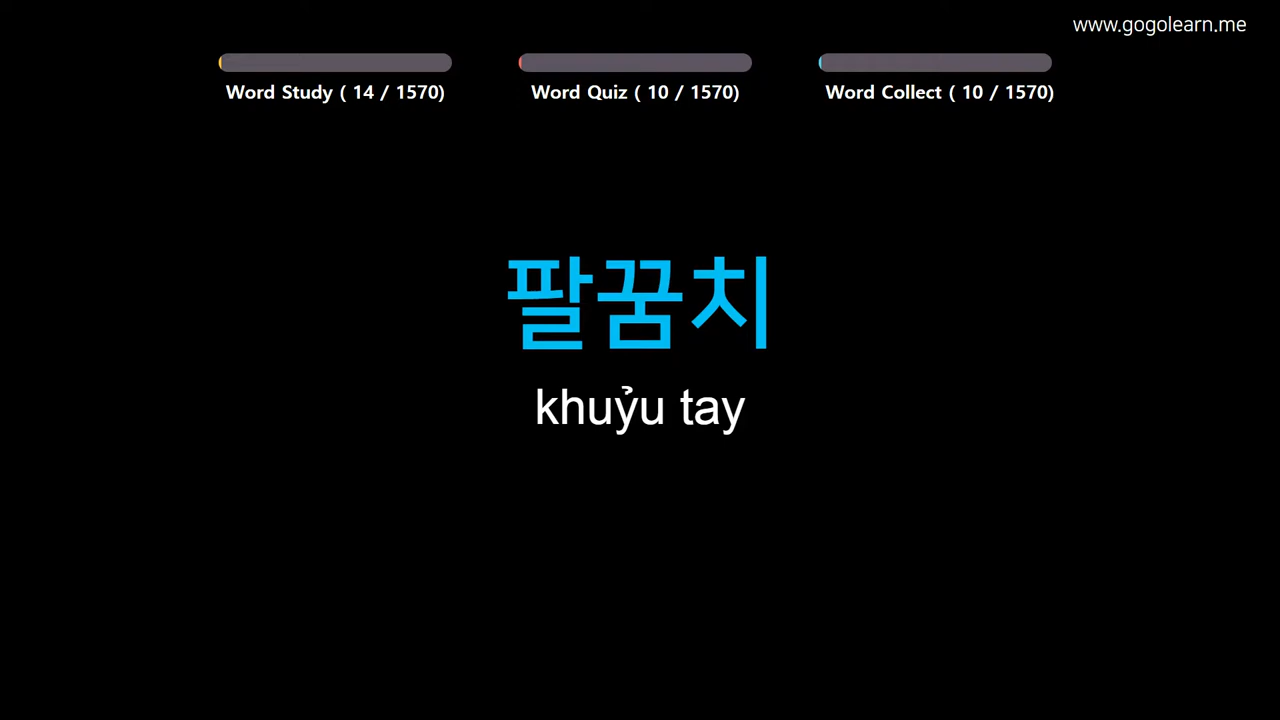 www.gogolearn.me
Word Study ( 14 / 1570)
Word Quiz ( 10 / 1570)
Word Collect ( 10 / 1570)
팔꿈치
khuỷu tay